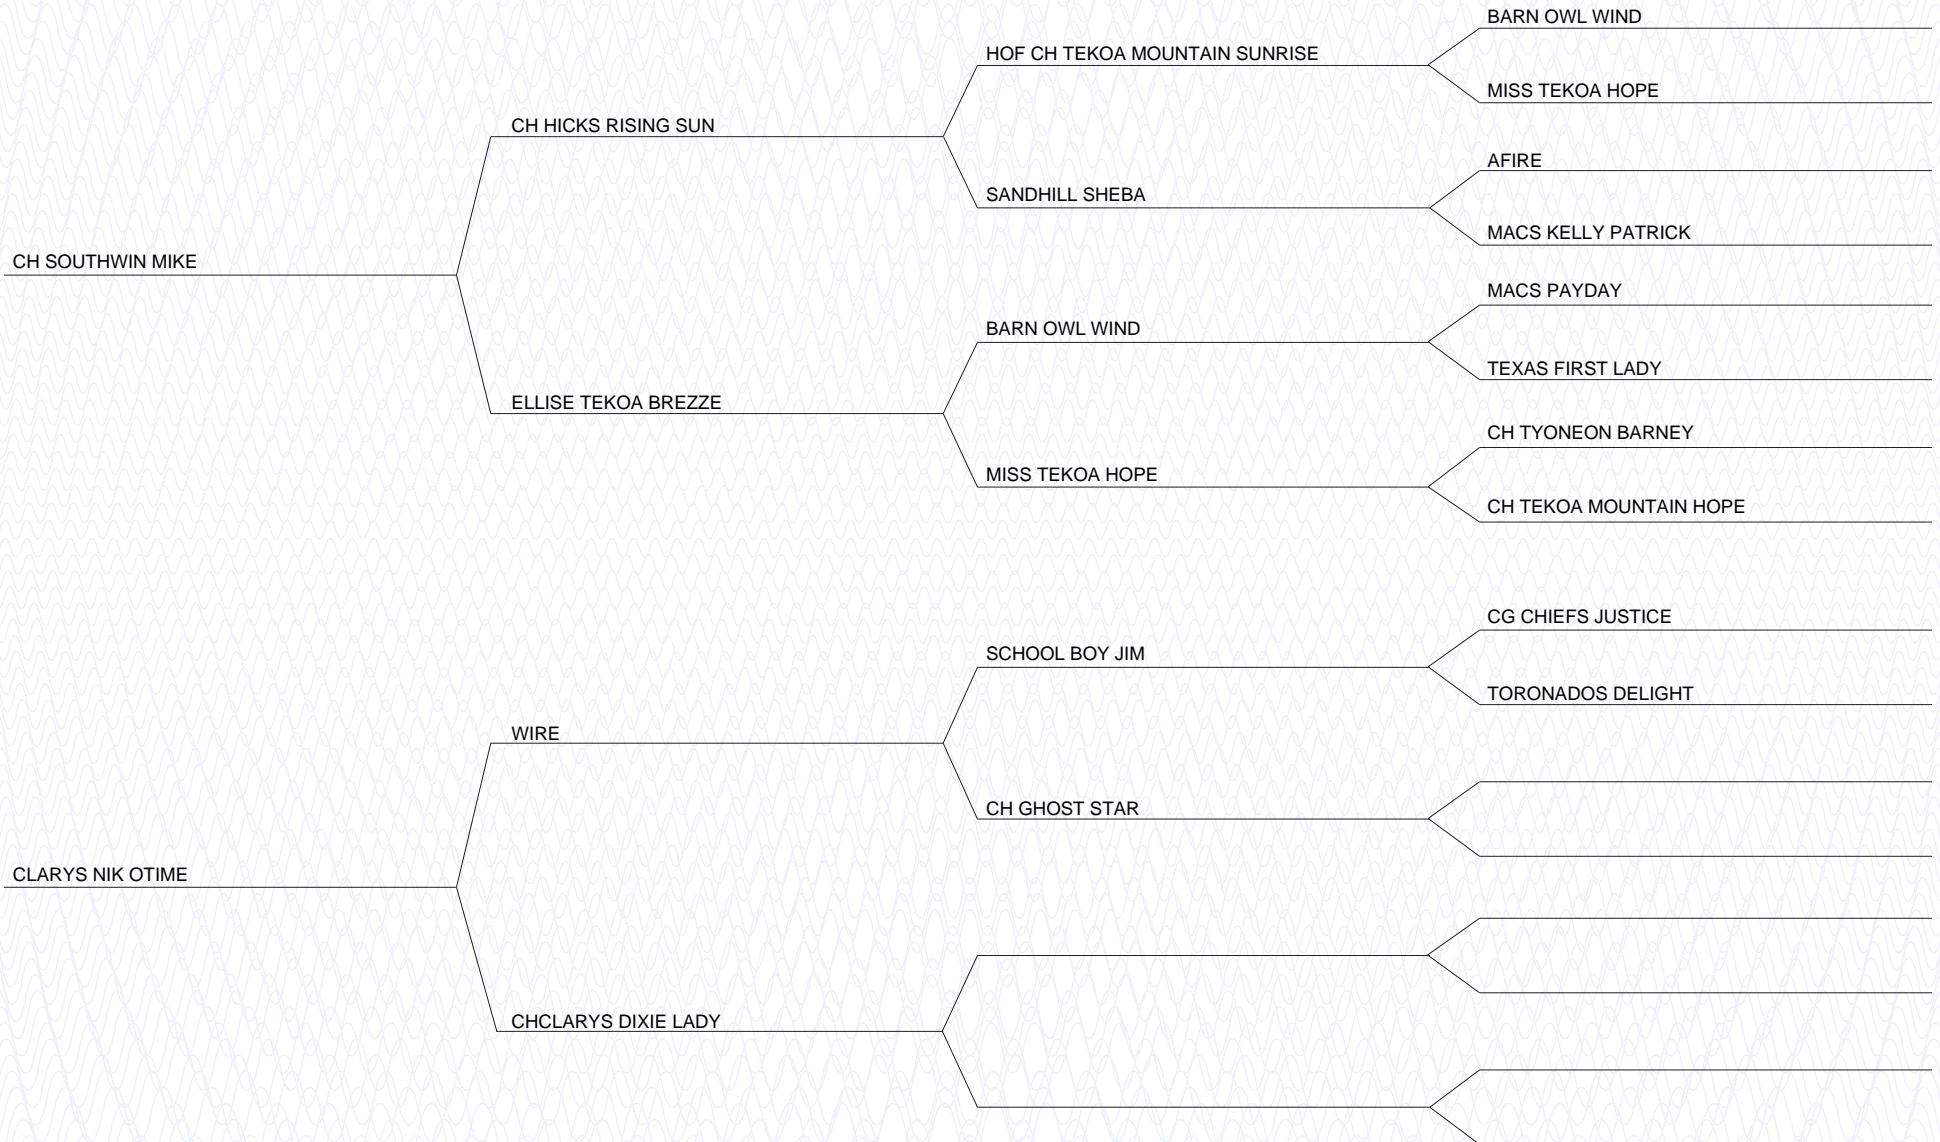 BARN OWL WIND
HOF CH TEKOA MOUNTAIN SUNRISE
MISS TEKOA HOPE
CH HICKS RISING SUN
AFIRE
SANDHILL SHEBA
MACS KELLY PATRICK
CH SOUTHWIN MIKE
MACS PAYDAY
BARN OWL WIND
TEXAS FIRST LADY
ELLISE TEKOA BREZZE
CH TYONEON BARNEY
MISS TEKOA HOPE
CH TEKOA MOUNTAIN HOPE
CG CHIEFS JUSTICE
SCHOOL BOY JIM
TORONADOS DELIGHT
WIRE
CH GHOST STAR
CLARYS NIK OTIME
CHCLARYS DIXIE LADY